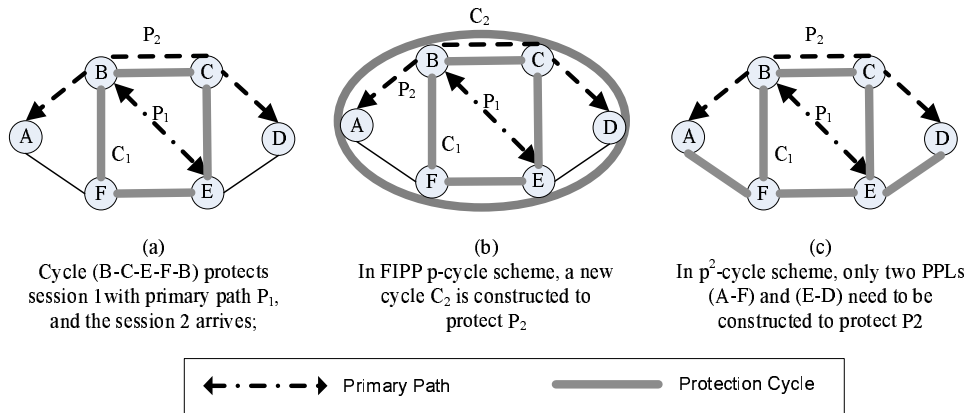 P2
B
C
P1
A
D
C1
F
E
C2
B
C
P2
P1
A
D
C1
F
E
P2
B
C
P1
A
D
C1
F
E
(a)
Cycle (B-C-E-F-B) protects
session 1with primary path P1,
and the session 2 arrives;
(b)
In FIPP p-cycle scheme, a new
cycle C2 is constructed to
protect P2
(c)
In p²-cycle scheme, only two PPLs
(A-F) and (E-D) need to be
constructed to protect P2
Primary Path
Protection Cycle